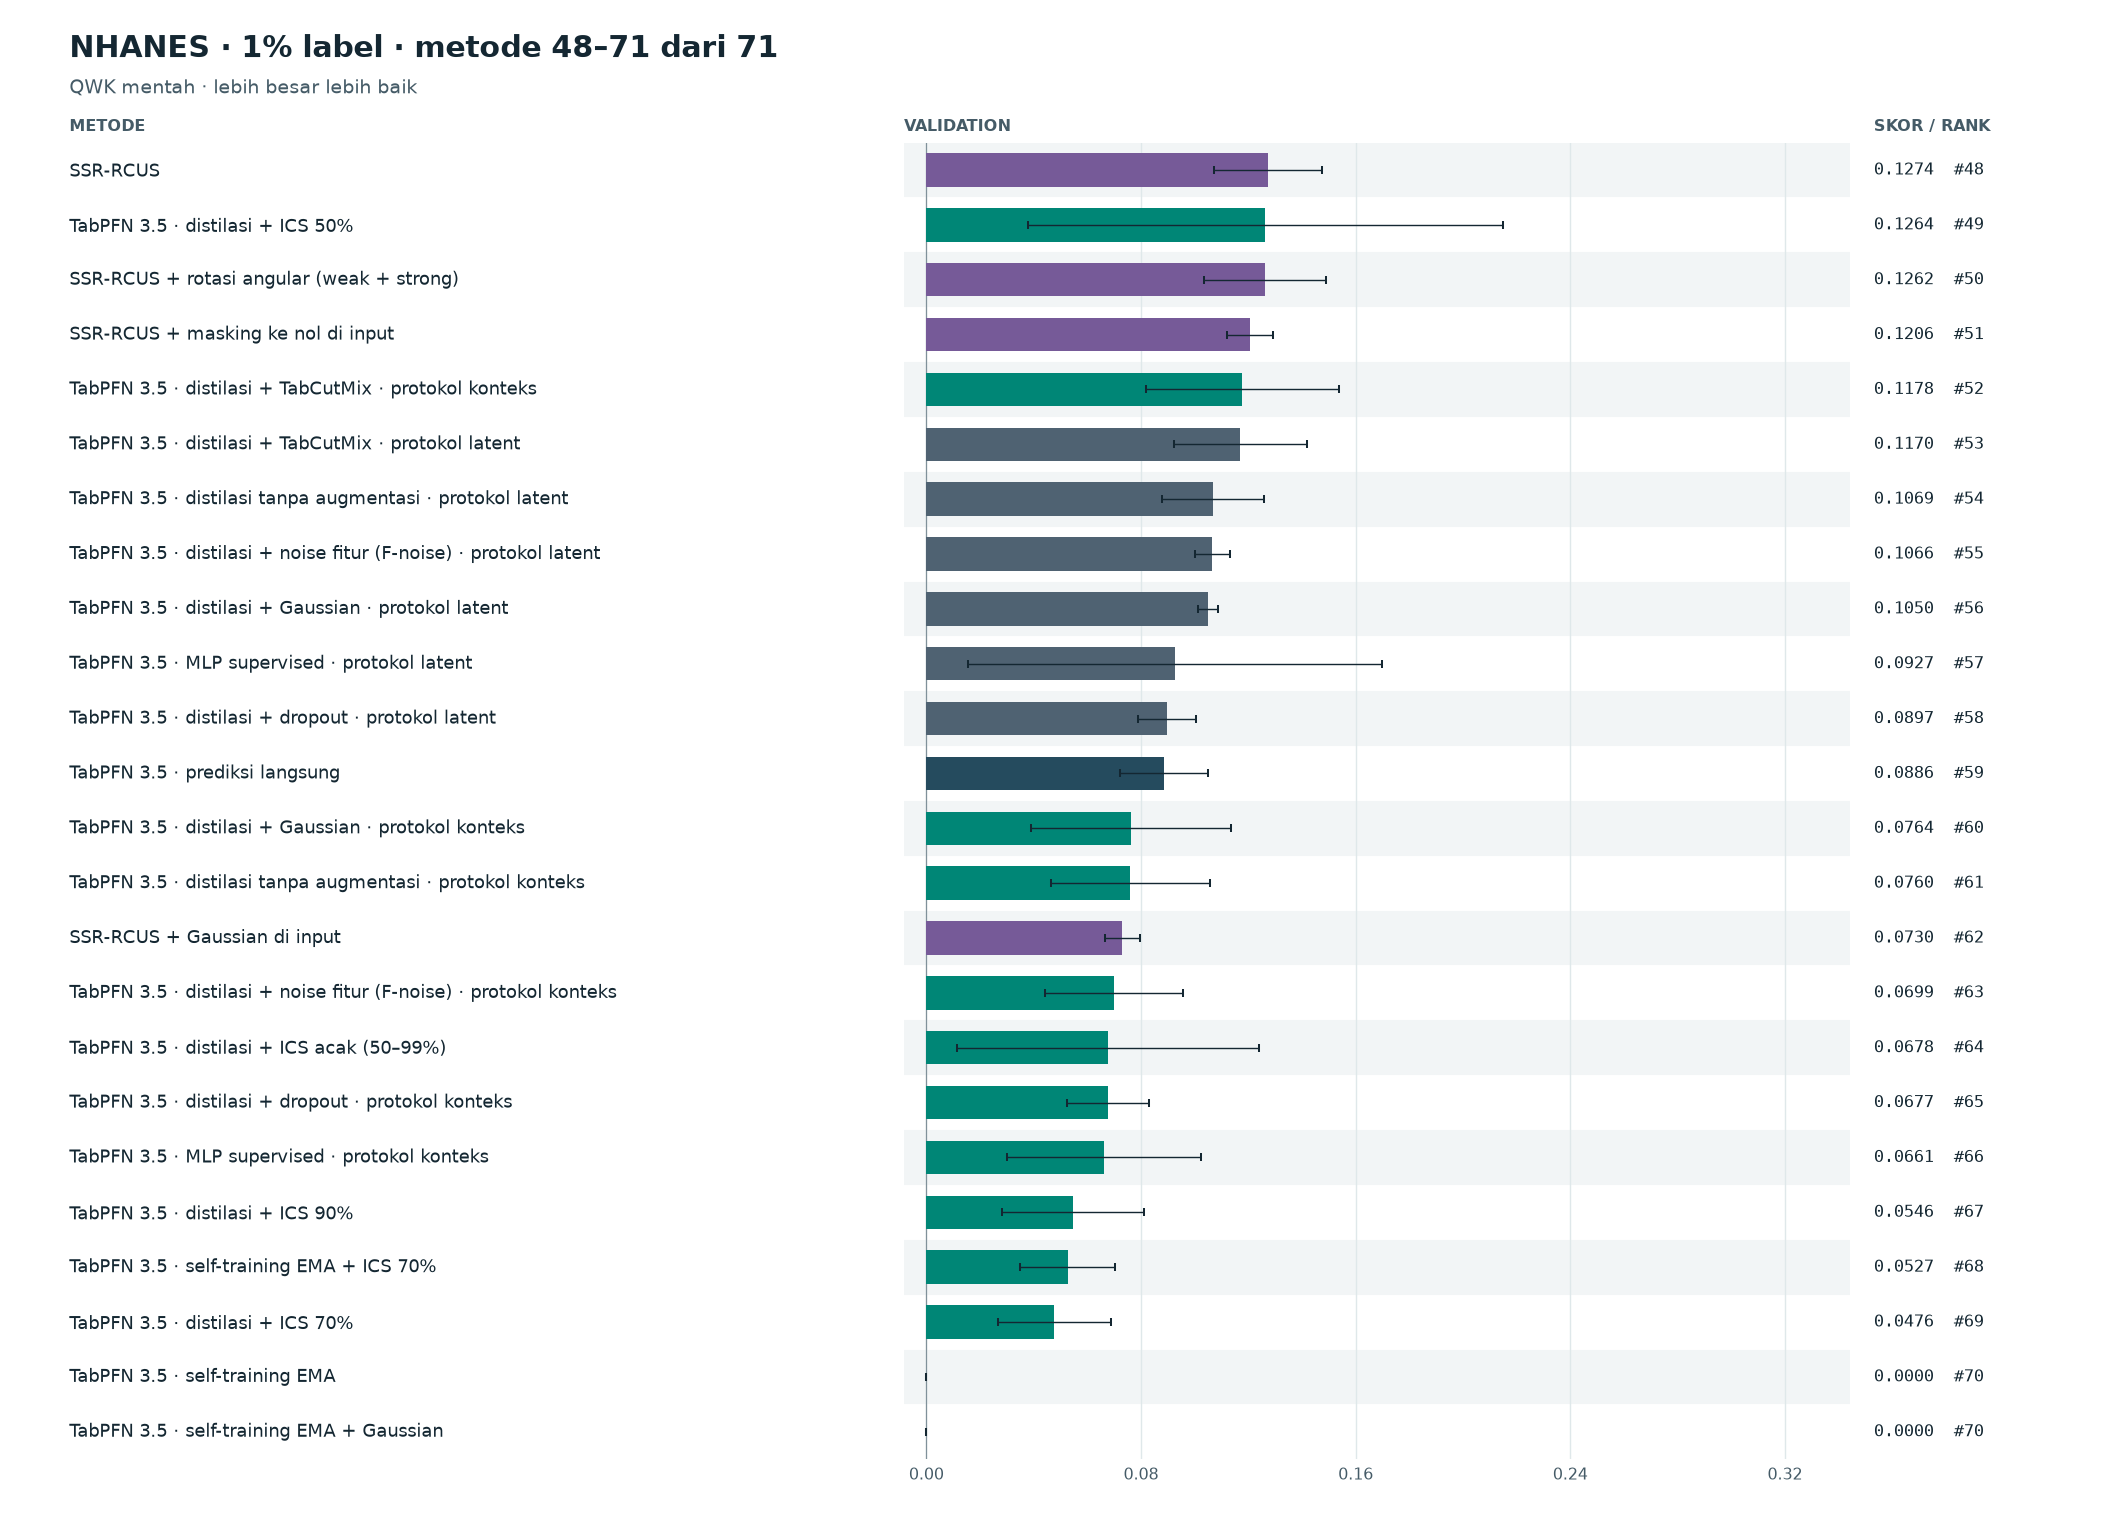 NHANES · 1% label · metode 48–71 dari 71
QWK mentah · lebih besar lebih baik
METODE VALIDATION SKOR / RANK
SSR-RCUS 0.1274 #48
TabPFN 3.5 · distilasi + ICS 50% 0.1264 #49
SSR-RCUS + rotasi angular (weak + strong) 0.1262 #50
SSR-RCUS + masking ke nol di input 0.1206 #51
TabPFN 3.5 · distilasi + TabCutMix · protokol konteks 0.1178 #52
TabPFN 3.5 · distilasi + TabCutMix · protokol latent 0.1170 #53
TabPFN 3.5 · distilasi tanpa augmentasi · protokol latent 0.1069 #54
TabPFN 3.5 · distilasi + noise fitur (F-noise) · protokol latent 0.1066 #55
TabPFN 3.5 · distilasi + Gaussian · protokol latent 0.1050 #56
TabPFN 3.5 · MLP supervised · protokol latent 0.0927 #57
TabPFN 3.5 · distilasi + dropout · protokol latent 0.0897 #58
TabPFN 3.5 · prediksi langsung 0.0886 #59
TabPFN 3.5 · distilasi + Gaussian · protokol konteks 0.0764 #60
TabPFN 3.5 · distilasi tanpa augmentasi · protokol konteks 0.0760 #61
SSR-RCUS + Gaussian di input 0.0730 #62
TabPFN 3.5 · distilasi + noise fitur (F-noise) · protokol konteks 0.0699 #63
TabPFN 3.5 · distilasi + ICS acak (50–99%) 0.0678 #64
TabPFN 3.5 · distilasi + dropout · protokol konteks 0.0677 #65
TabPFN 3.5 · MLP supervised · protokol konteks 0.0661 #66
TabPFN 3.5 · distilasi + ICS 90% 0.0546 #67
TabPFN 3.5 · self-training EMA + ICS 70% 0.0527 #68
TabPFN 3.5 · distilasi + ICS 70% 0.0476 #69
TabPFN 3.5 · self-training EMA 0.0000 #70
TabPFN 3.5 · self-training EMA + Gaussian 0.0000 #70
0.00 0.08 0.16 0.24 0.32